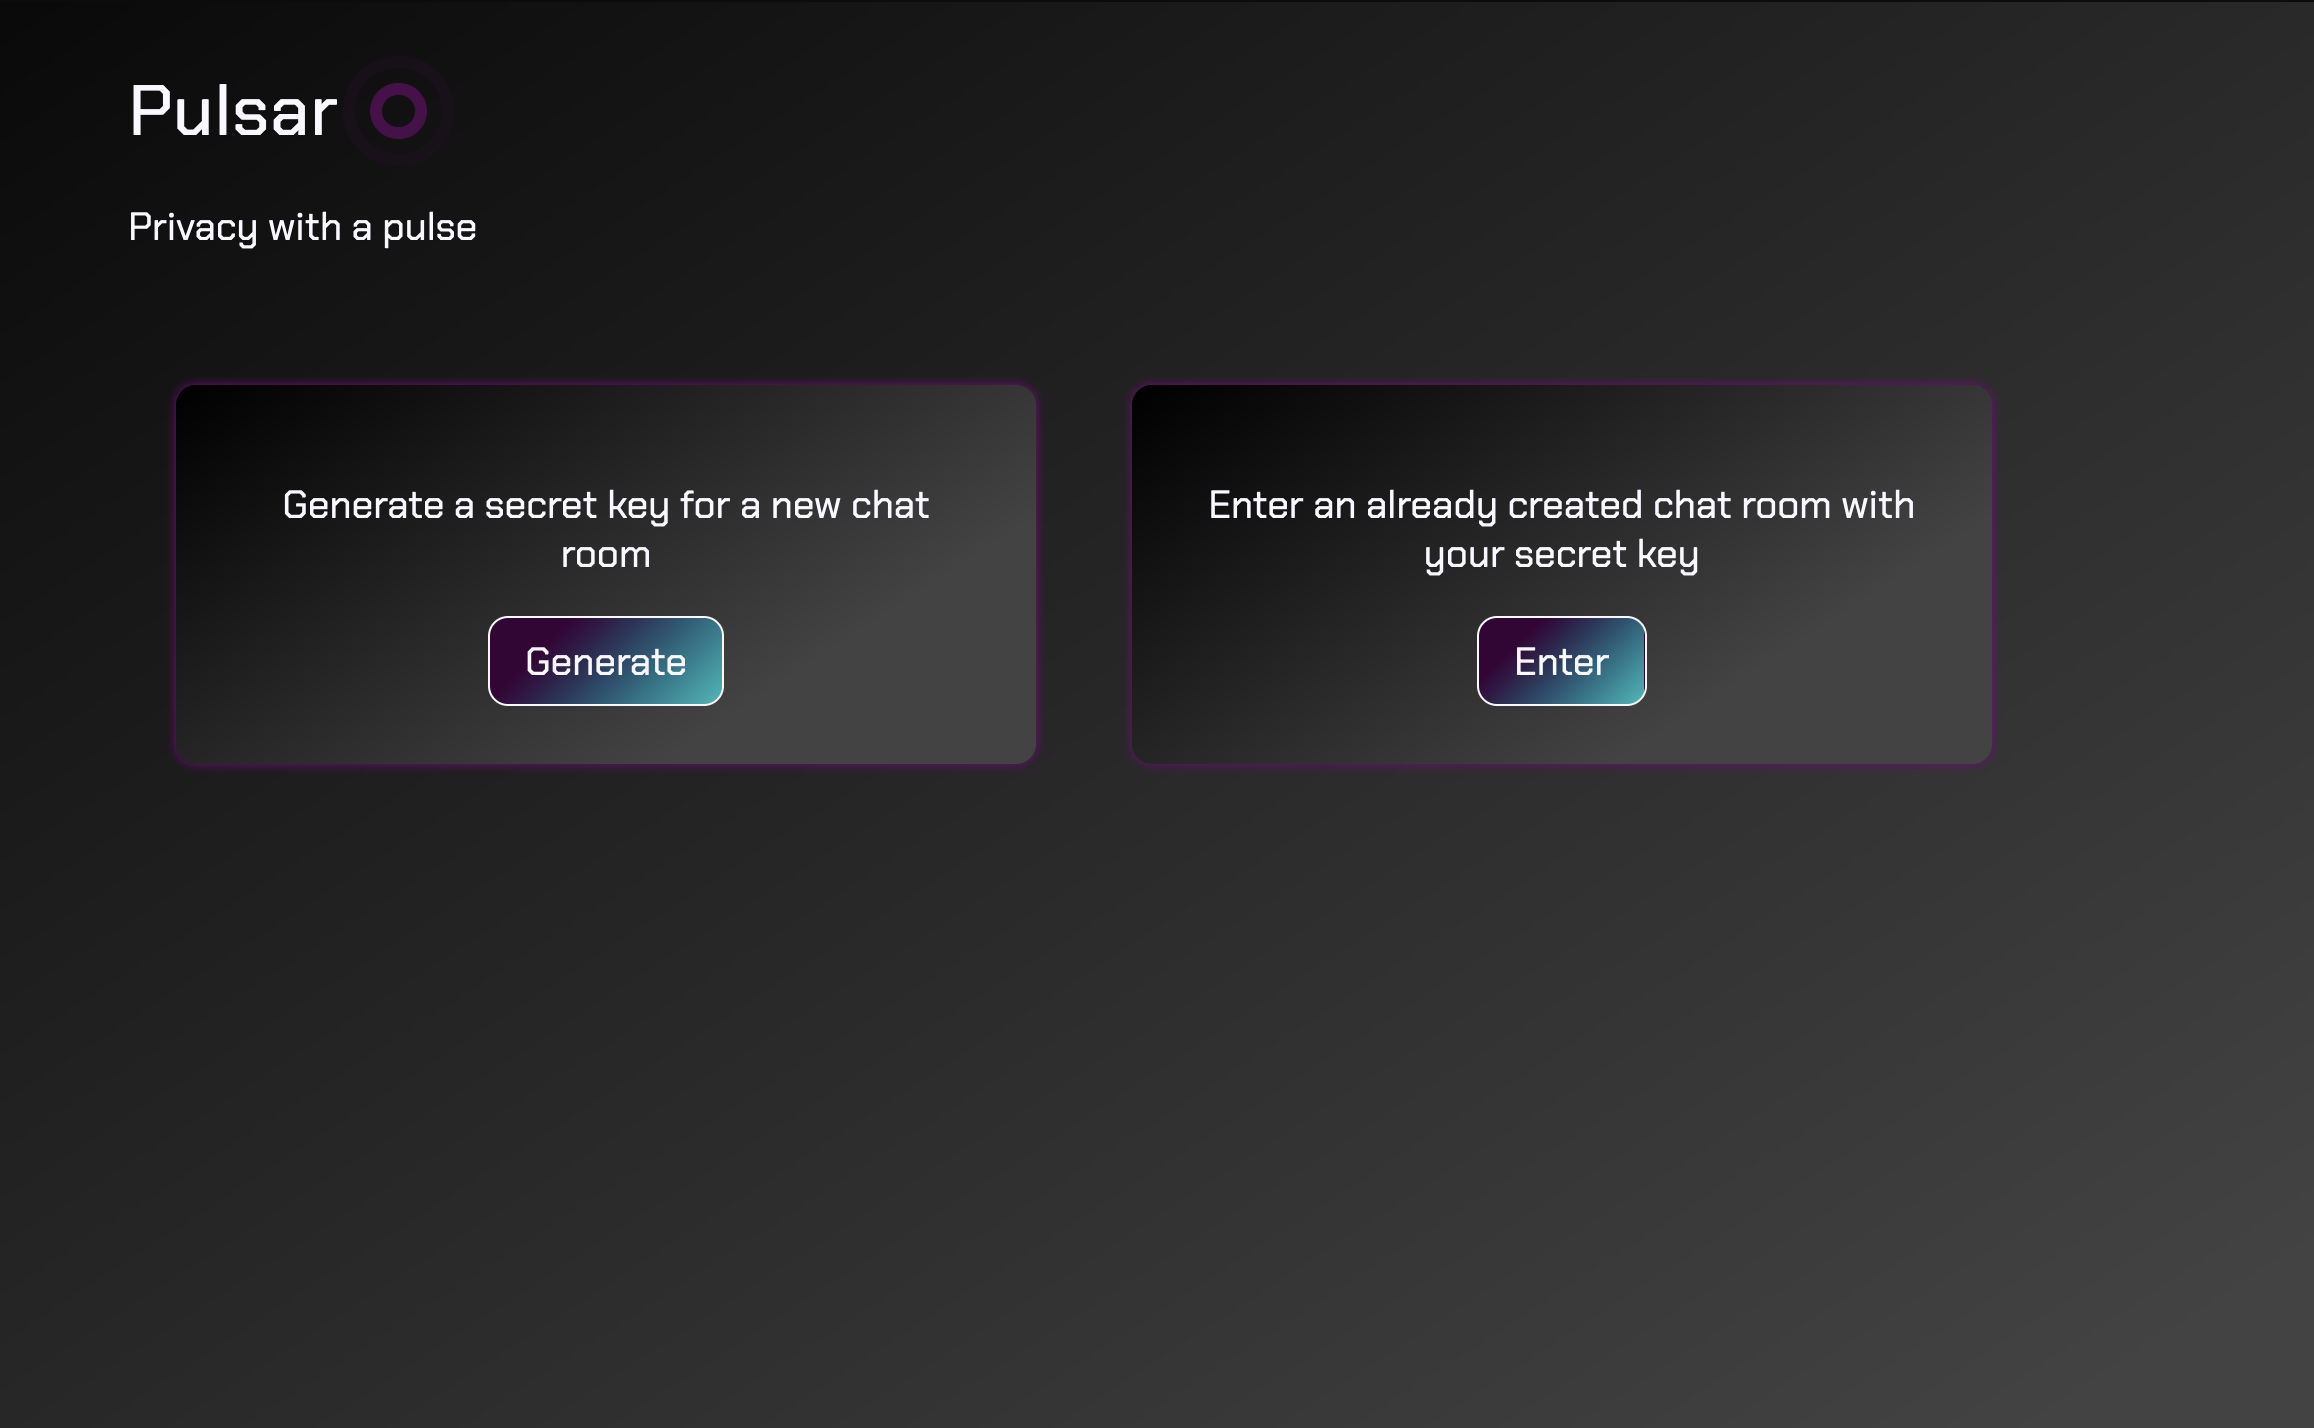 Pulsar
Privacy with a pulse
Generate a secret key for a new chat
room
Generate
Enter an already created chat room with
your secret key
Enter